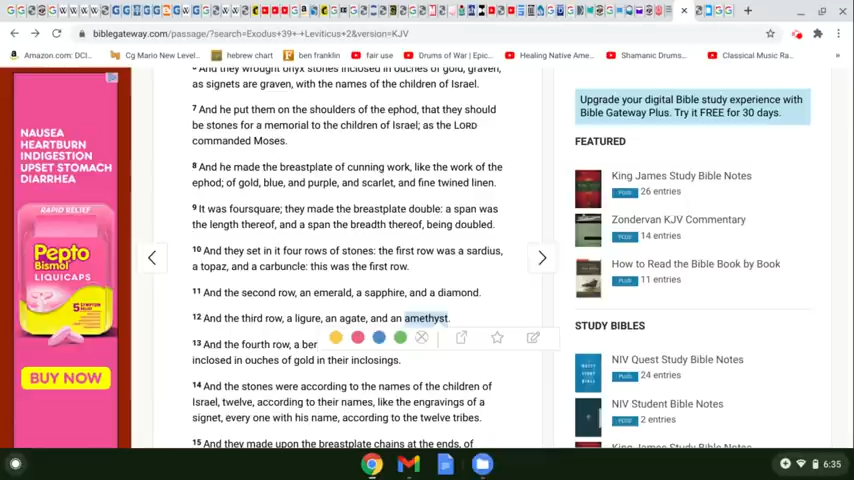 biblegateway.com/passage/?search=Exodus+39+-+Leviticus+2&version=KJV
Amazon.com: DCI...
Cg Mario New Level...
hebrew chart
ben franklin
fair use
Drums of War | Epic...
Healing Native Ame...
Shamanic Drums...
Classical Music Ra...
6 And they wrought onyx stones inclosed in ouches of gold, graven,
as signets are graven, with the names of the children of Israel.
7 And he put them on the shoulders of the ephod, that they should
be stones for a memorial to the children of Israel; as the LORD
commanded Moses.
8 And he made the breastplate of cunning work, like the work of the
ephod; of gold, blue, and purple, and scarlet, and fine twined linen.
9 It was foursquare; they made the breastplate double: a span was
the length thereof, and a span the breadth thereof, being doubled.
10 And they set in it four rows of stones: the first row was a sardius,
a topaz, and a carbuncle: this was the first row.
11 And the second row, an emerald, a sapphire, and a diamond.
12 And the third row, a ligure, an agate, and an amethyst.
13 And the fourth row, a ber
inclosed in ouches of gold in their inclosings.
14 And the stones were according to the names of the children of
Israel, twelve, according to their names, like the engravings of a
signet, every one with his name, according to the twelve tribes.
15 And they made upon the breastplate chains at the ends, of
NAUSEA
HEARTBURN
INDIGESTION
UPSET STOMACH
DIARRHEA
RAPID RELIEF
Pepto
Bismol
LIQUICAPS
5 SYMPTOM
BUY NOW
Upgrade your digital Bible study experience with
Bible Gateway Plus. Try it FREE for 30 days.
FEATURED
King James Study Bible Notes
PLUS 26 entries
Zondervan KJV Commentary
PLUS 14 entries
How to Read the Bible Book by Book
PLUS 11 entries
STUDY BIBLES
NIV Quest Study Bible Notes
PLUS 24 entries
NIV Student Bible Notes
PLUS 2 entries
King James Study Bible Notes
6:35